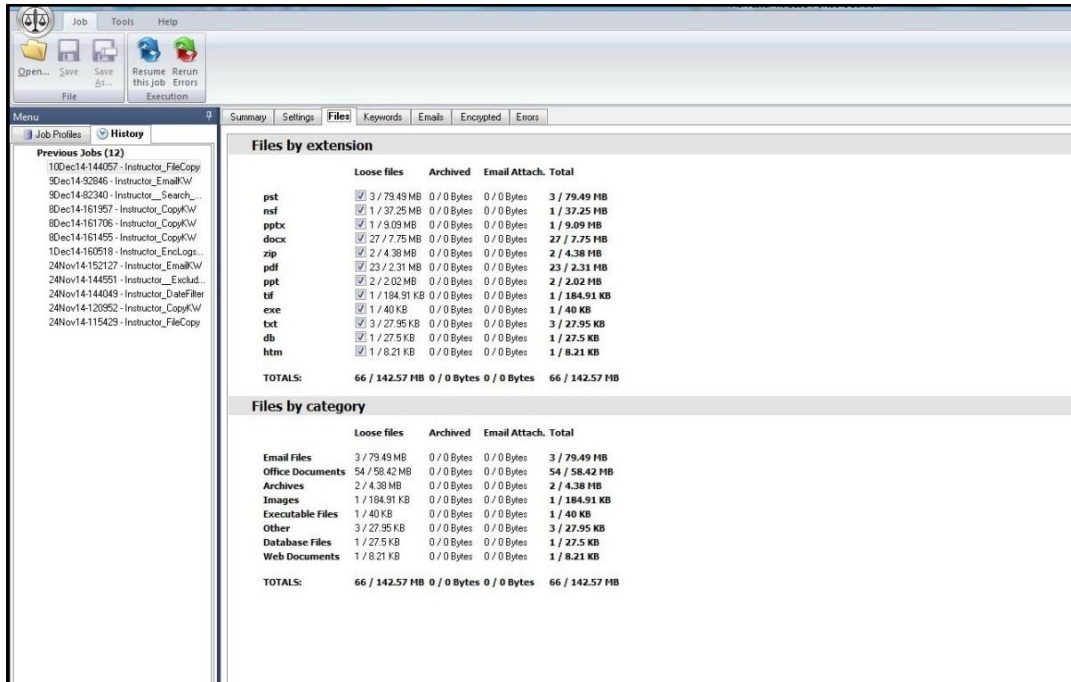 Job Tools Help
Open... Save Save As... Resume this job Rerun Errors
File Execution
Menu
Job Profiles History
Previous Jobs (12)
10Dec14-144057 - Instructor_FileCopy
9Dec14-92846 - Instructor_EmailKW
9Dec14-82340 - Instructor__Search_...
8Dec14-161957 - Instructor_CopyKW
8Dec14-161706 - Instructor_CopyKW
8Dec14-161455 - Instructor_CopyKW
1Dec14-160518 - Instructor_EncLogs...
24Nov14-152127 - Instructor_EmailKW
24Nov14-144551 - Instructor__Exclud...
24Nov14-144049 - Instructor_DateFilter
24Nov14-120952 - Instructor_CopyKW
24Nov14-115429 - Instructor_FileCopy
Summary Settings Files Keywords Emails Encrypted Errors
Files by extension
Loose files Archived Email Attach. Total
pst 3 / 79.49 MB 0 / 0 Bytes 0 / 0 Bytes 3 / 79.49 MB
nsf 1 / 37.25 MB 0 / 0 Bytes 0 / 0 Bytes 1 / 37.25 MB
pptx 1 / 9.09 MB 0 / 0 Bytes 0 / 0 Bytes 1 / 9.09 MB
docx 27 / 7.75 MB 0 / 0 Bytes 0 / 0 Bytes 27 / 7.75 MB
zip 2 / 4.38 MB 0 / 0 Bytes 0 / 0 Bytes 2 / 4.38 MB
pdf 23 / 2.31 MB 0 / 0 Bytes 0 / 0 Bytes 23 / 2.31 MB
ppt 2 / 2.02 MB 0 / 0 Bytes 0 / 0 Bytes 2 / 2.02 MB
tif 1 / 184.91 KB 0 / 0 Bytes 0 / 0 Bytes 1 / 184.91 KB
exe 1 / 40 KB 0 / 0 Bytes 0 / 0 Bytes 1 / 40 KB
txt 3 / 27.95 KB 0 / 0 Bytes 0 / 0 Bytes 3 / 27.95 KB
db 1 / 27.5 KB 0 / 0 Bytes 0 / 0 Bytes 1 / 27.5 KB
htm 1 / 8.21 KB 0 / 0 Bytes 0 / 0 Bytes 1 / 8.21 KB
TOTALS: 66 / 142.57 MB 0 / 0 Bytes 0 / 0 Bytes 66 / 142.57 MB
Files by category
Loose files Archived Email Attach. Total
Email Files 3 / 79.49 MB 0 / 0 Bytes 0 / 0 Bytes 3 / 79.49 MB
Office Documents 54 / 58.42 MB 0 / 0 Bytes 0 / 0 Bytes 54 / 58.42 MB
Archives 2 / 4.38 MB 0 / 0 Bytes 0 / 0 Bytes 2 / 4.38 MB
Images 1 / 184.91 KB 0 / 0 Bytes 0 / 0 Bytes 1 / 184.91 KB
Executable Files 1 / 40 KB 0 / 0 Bytes 0 / 0 Bytes 1 / 40 KB
Other 3 / 27.95 KB 0 / 0 Bytes 0 / 0 Bytes 3 / 27.95 KB
Database Files 1 / 27.5 KB 0 / 0 Bytes 0 / 0 Bytes 1 / 27.5 KB
Web Documents 1 / 8.21 KB 0 / 0 Bytes 0 / 0 Bytes 1 / 8.21 KB
TOTALS: 66 / 142.57 MB 0 / 0 Bytes 0 / 0 Bytes 66 / 142.57 MB